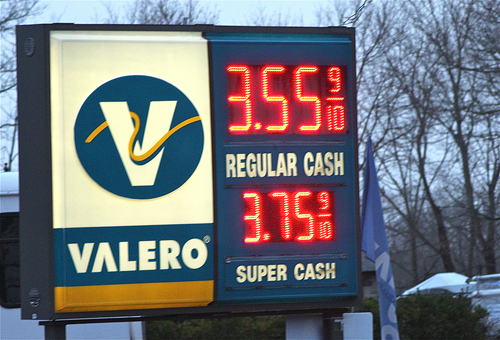 VALERO®
3.55 9/10
REGULAR CASH
3.75 9/10
SUPER CASH